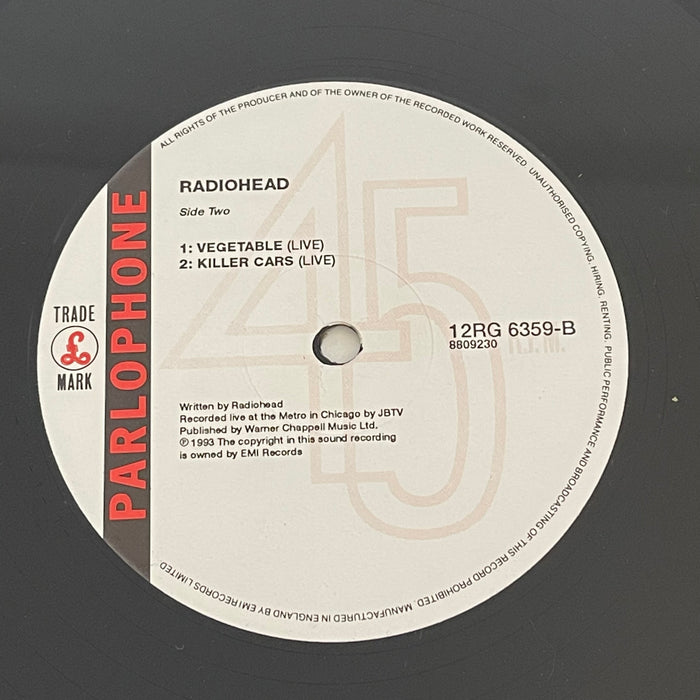 ALL RIGHTS OF THE PRODUCER AND OF THE OWNER OF THE RECORDED WORK RESERVED. UNAUTHORISED COPYING. HIRING. RENTING. PUBLIC PERFORMANCE AND BROADCASTING OF THIS RECORD PROHIBITED. MANUFACTURED IN ENGLAND BY EMI RECORDS LIMITED
PARLOPHONE
TRADE
£
MARK
RADIOHEAD
Side Two
1: VEGETABLE (LIVE)
2: KILLER CARS (LIVE)
45
R.P.M.
12RG 6359-B
8809230
Written by Radiohead
Recorded live at the Metro in Chicago by JBTV
Published by Warner Chappell Music Ltd.
℗ 1993 The copyright in this sound recording
is owned by EMI Records